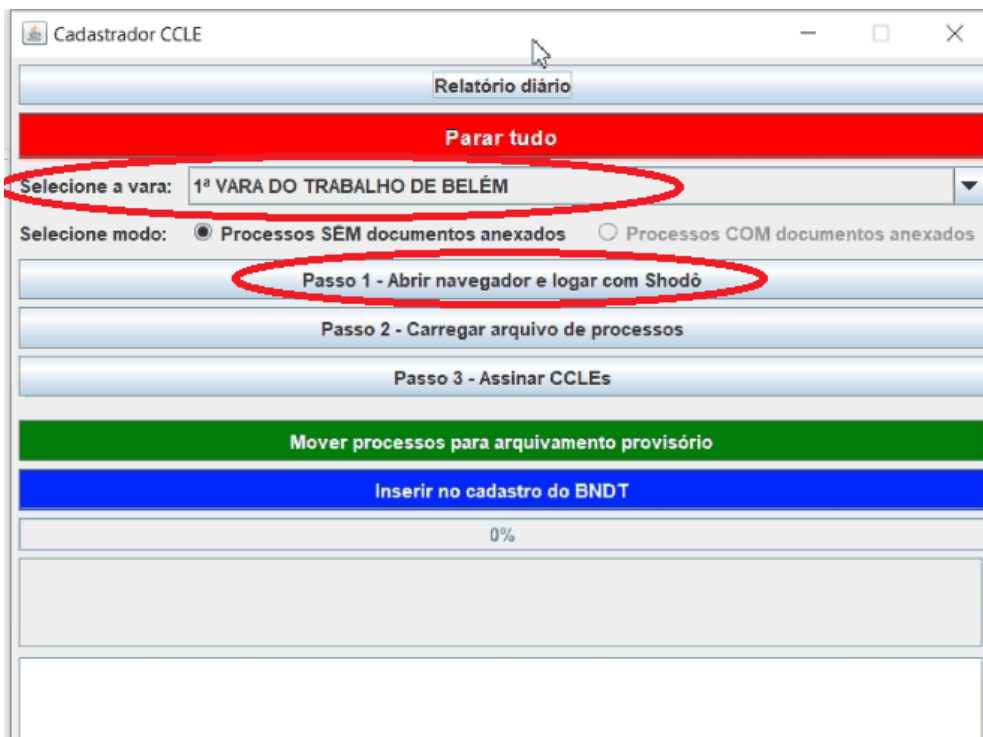 Cadastrador CCLE
Relatório diário
Parar tudo
Selecione a vara: 1ª VARA DO TRABALHO DE BELÉM
Selecione modo: Processos SEM documentos anexados Processos COM documentos anexados
Passo 1 - Abrir navegador e logar com Shodô
Passo 2 - Carregar arquivo de processos
Passo 3 - Assinar CCLEs
Mover processos para arquivamento provisório
Inserir no cadastro do BNDT
0%